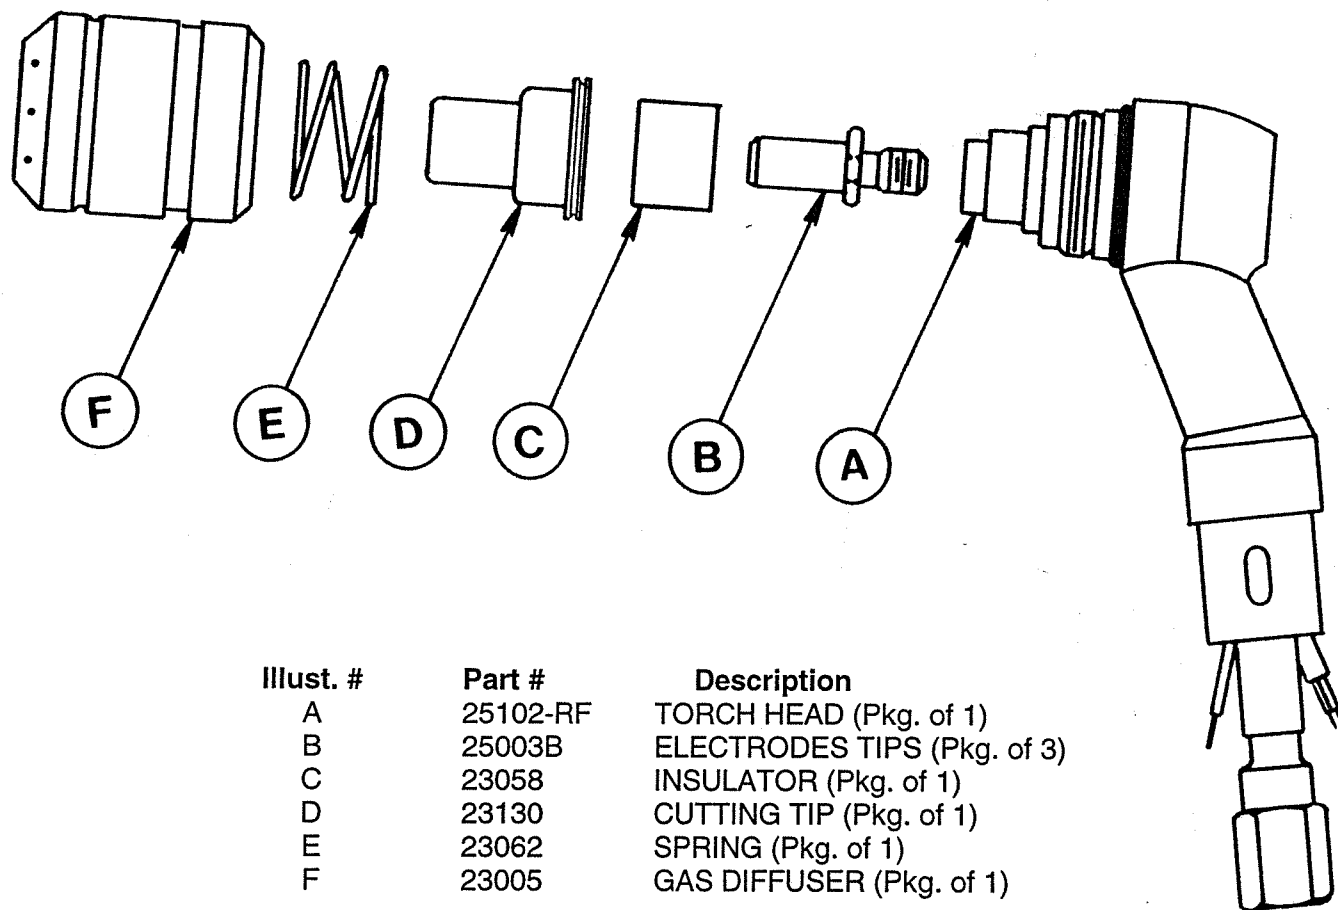 F
E
D
C
B
A
Illust. # Part # Description
A 25102-RF TORCH HEAD (Pkg. of 1)
B 25003B ELECTRODES TIPS (Pkg. of 3)
C 23058 INSULATOR (Pkg. of 1)
D 23130 CUTTING TIP (Pkg. of 1)
E 23062 SPRING (Pkg. of 1)
F 23005 GAS DIFFUSER (Pkg. of 1)